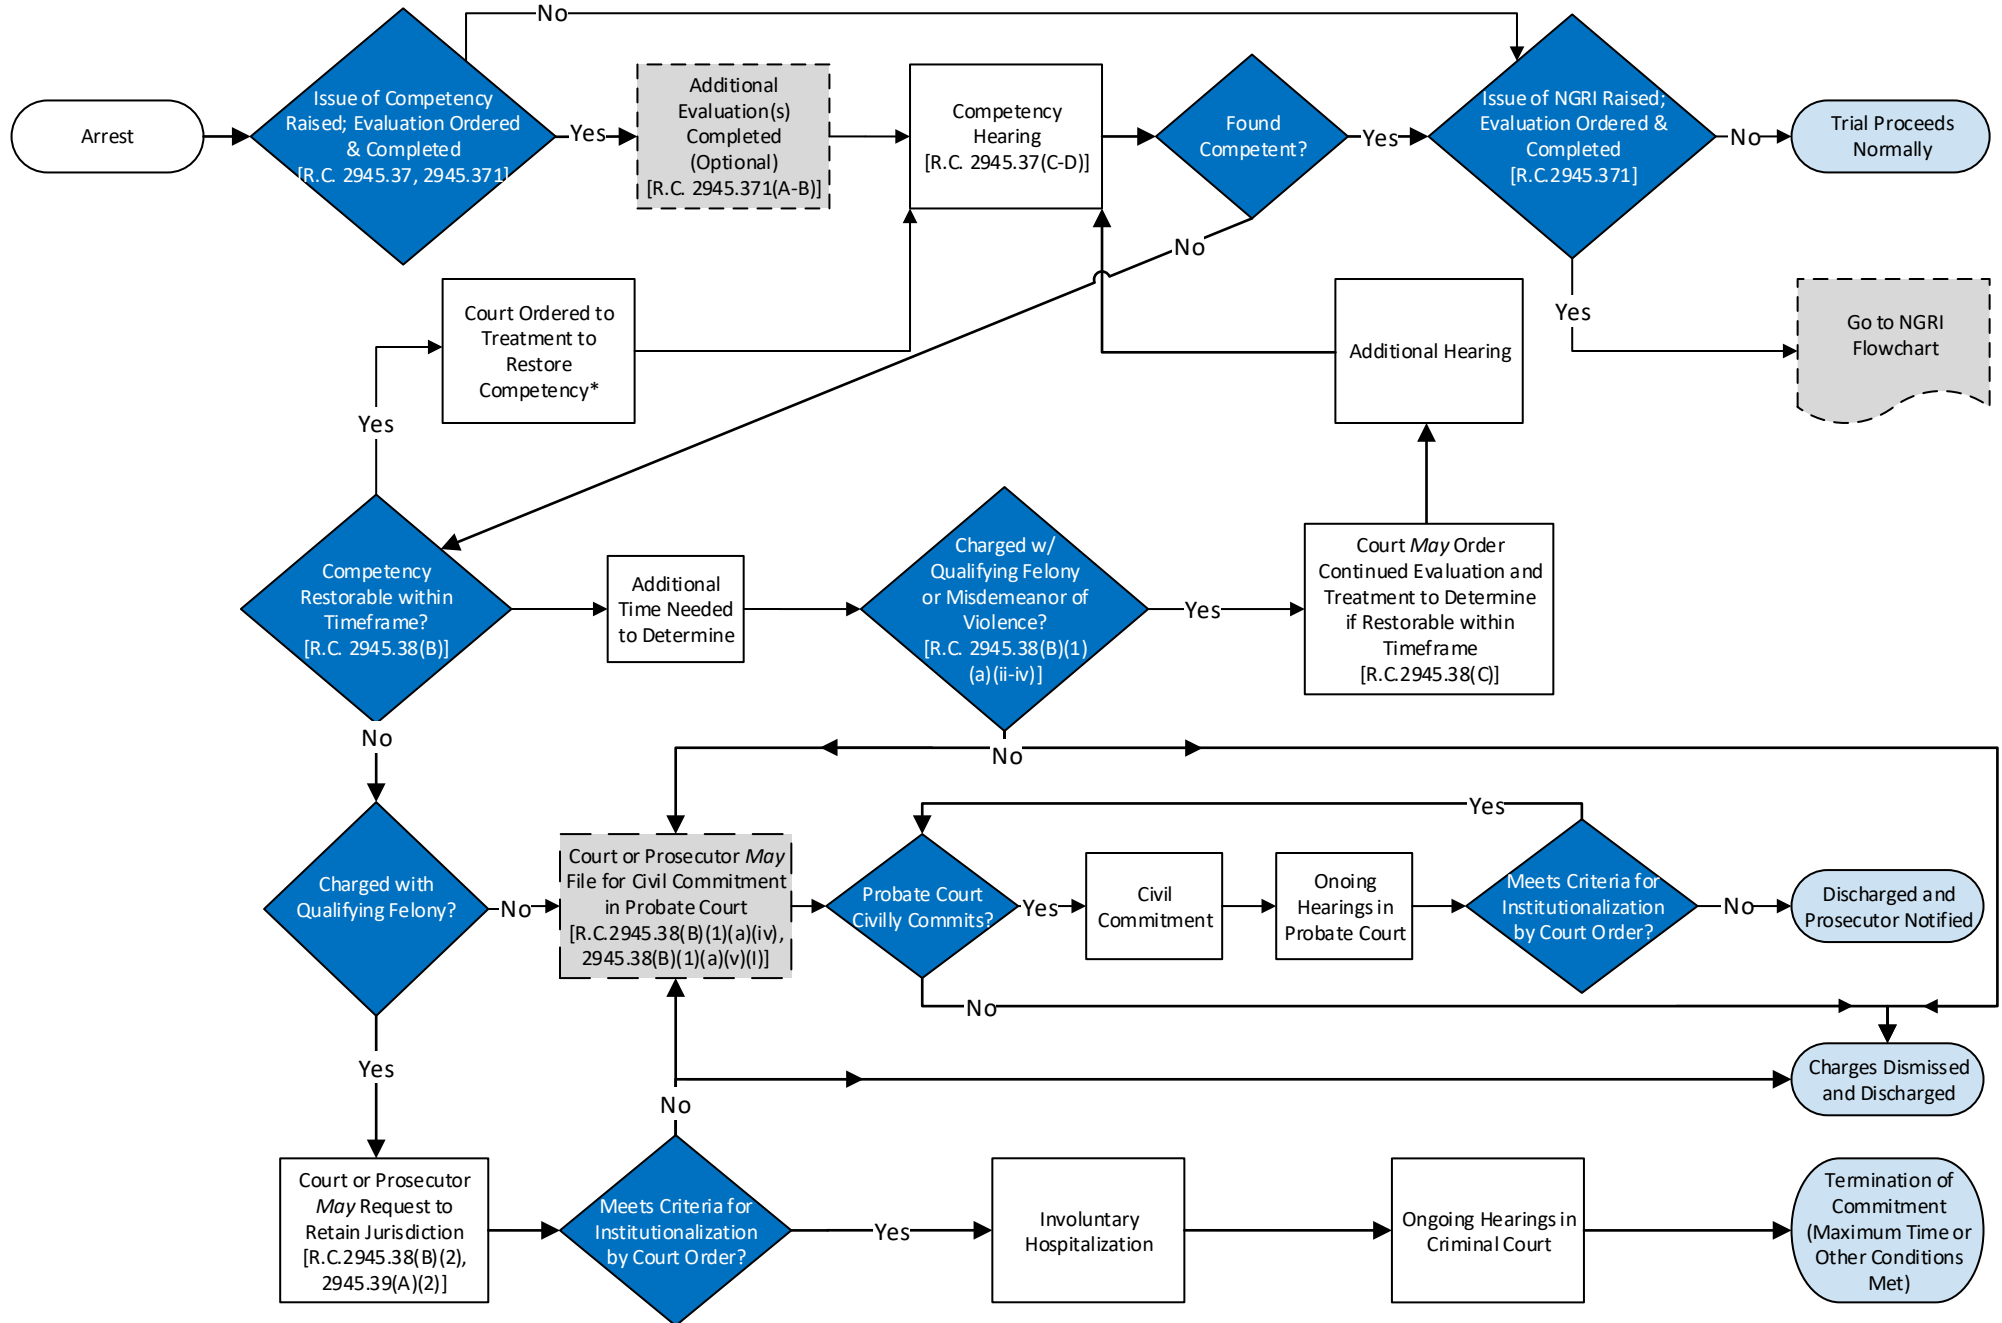 No
Arrest
Issue of Competency
Raised; Evaluation Ordered
& Completed
[R.C. 2945.37, 2945.371]
Yes
Additional
Evaluation(s)
Completed
(Optional)
[R.C. 2945.371(A-B)]
Competency
Hearing
[R.C. 2945.37(C-D)]
Found
Competent?
Yes
Issue of NGRI Raised;
Evaluation Ordered &
Completed
[R.C.2945.371]
No
Trial Proceeds
Normally
No
Yes
Go to NGRI
Flowchart
Court Ordered to
Treatment to
Restore
Competency*
Additional Hearing
Yes
Competency
Restorable within
Timeframe?
[R.C. 2945.38(B)]
Additional
Time Needed
to Determine
Charged w/
Qualifying Felony
or Misdemeanor of
Violence?
[R.C. 2945.38(B)(1)
(a)(ii-iv)]
Yes
Court May Order
Continued Evaluation and
Treatment to Determine
if Restorable within
Timeframe
[R.C.2945.38(C)]
No
No
Yes
Charged with
Qualifying Felony?
No
Court or Prosecutor May
File for Civil Commitment
in Probate Court
[R.C.2945.38(B)(1)(a)(iv),
2945.38(B)(1)(a)(v)(I)]
Probate Court
Civilly Commits?
Yes
Civil
Commitment
Onoing
Hearings in
Probate Court
Meets Criteria for
Institutionalization
by Court Order?
No
Discharged and
Prosecutor Notified
No
Yes
Charges Dismissed
and Discharged
No
Court or Prosecutor
May Request to
Retain Jurisdiction
[R.C.2945.38(B)(2),
2945.39(A)(2)]
Meets Criteria for
Institutionalization
by Court Order?
Yes
Involuntary
Hospitalization
Ongoing Hearings in
Criminal Court
Termination of
Commitment
(Maximum Time or
Other Conditions
Met)